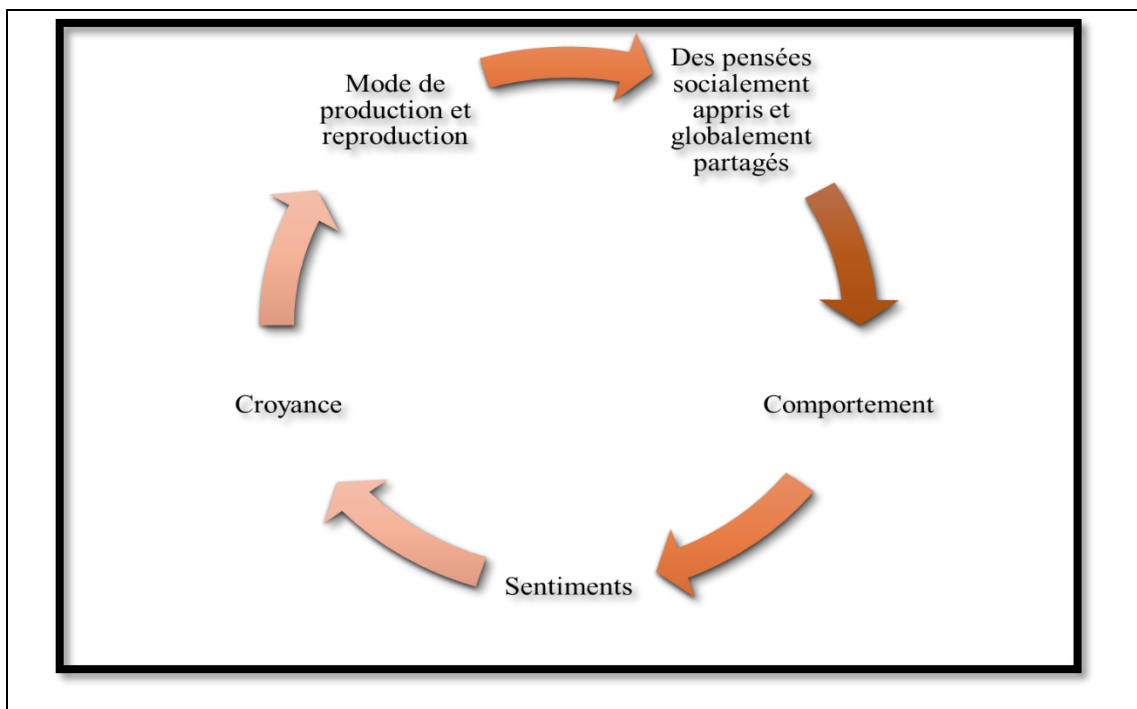 Mode de
production et
reproduction
Des pensées
socialement
appris et
globalement
partagés
Comportement
Sentiments
Croyance